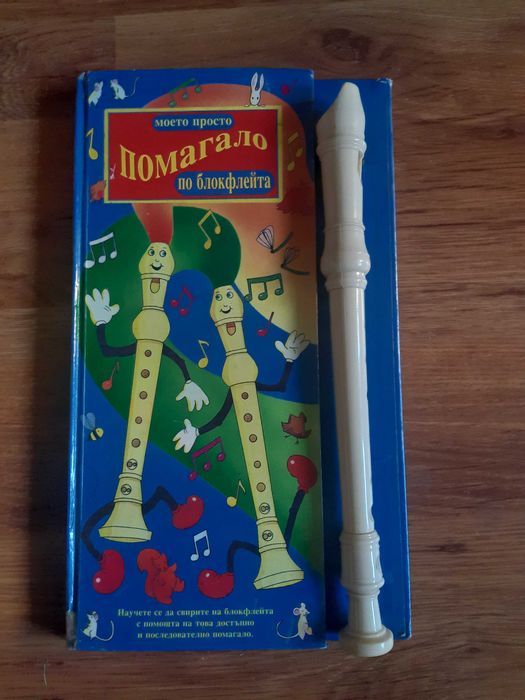 моето просто
Помагало
по блокфлейта
Научете се да свирите на блокфлейта
с помощта на това достъпно
и последователно помагало.